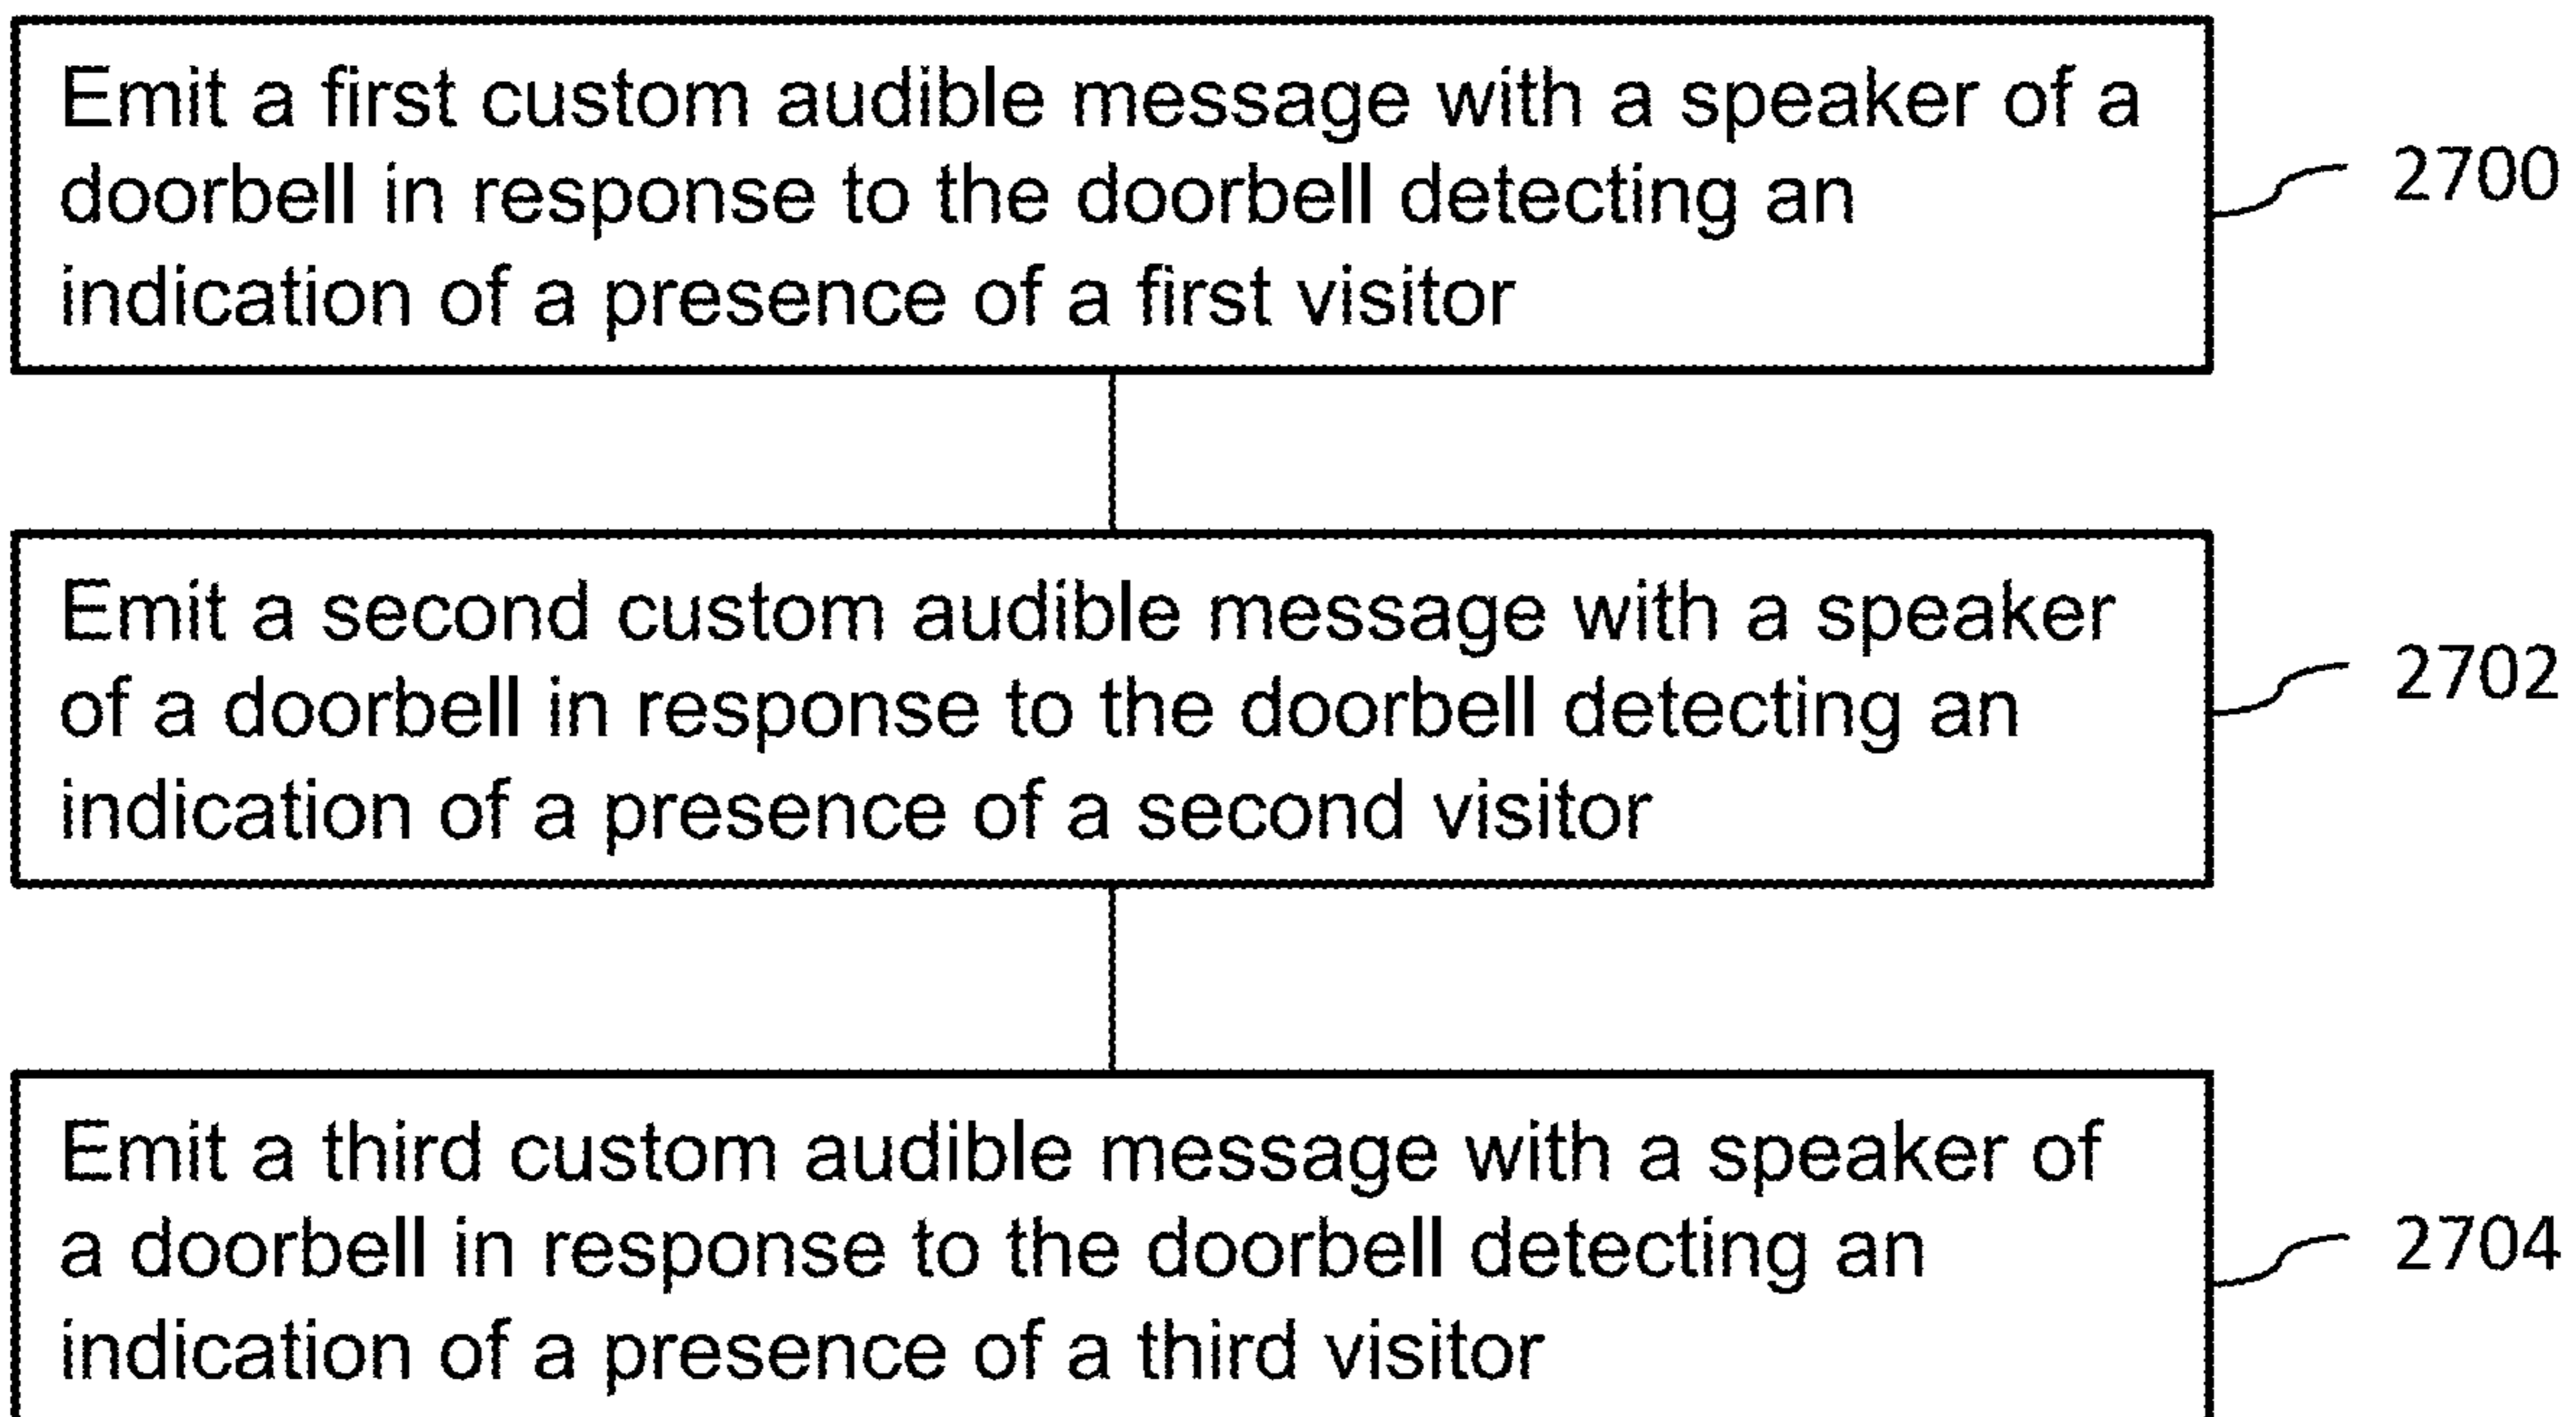 Emit a first custom audible message with a speaker of a
doorbell in response to the doorbell detecting an
indication of a presence of a first visitor
2700
Emit a second custom audible message with a speaker
of a doorbell in response to the doorbell detecting an
indication of a presence of a second visitor
2702
Emit a third custom audible message with a speaker of
a doorbell in response to the doorbell detecting an
indication of a presence of a third visitor
2704